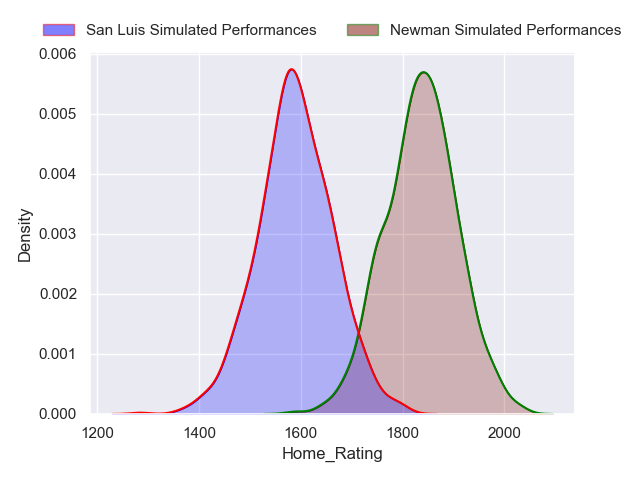 San Luis Simulated Performances
Newman Simulated Performances
0.006
0.005
0.004
0.003
0.002
0.001
0.000
Density
1200 1400 1600 1800 2000
Home_Rating